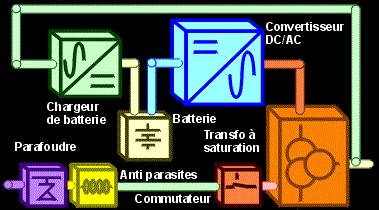 Convertisseur
DC/AC
Chargeur
de batterie
Batterie
Transfo à
saturation
Parafoudre
Anti parasites
Commutateur